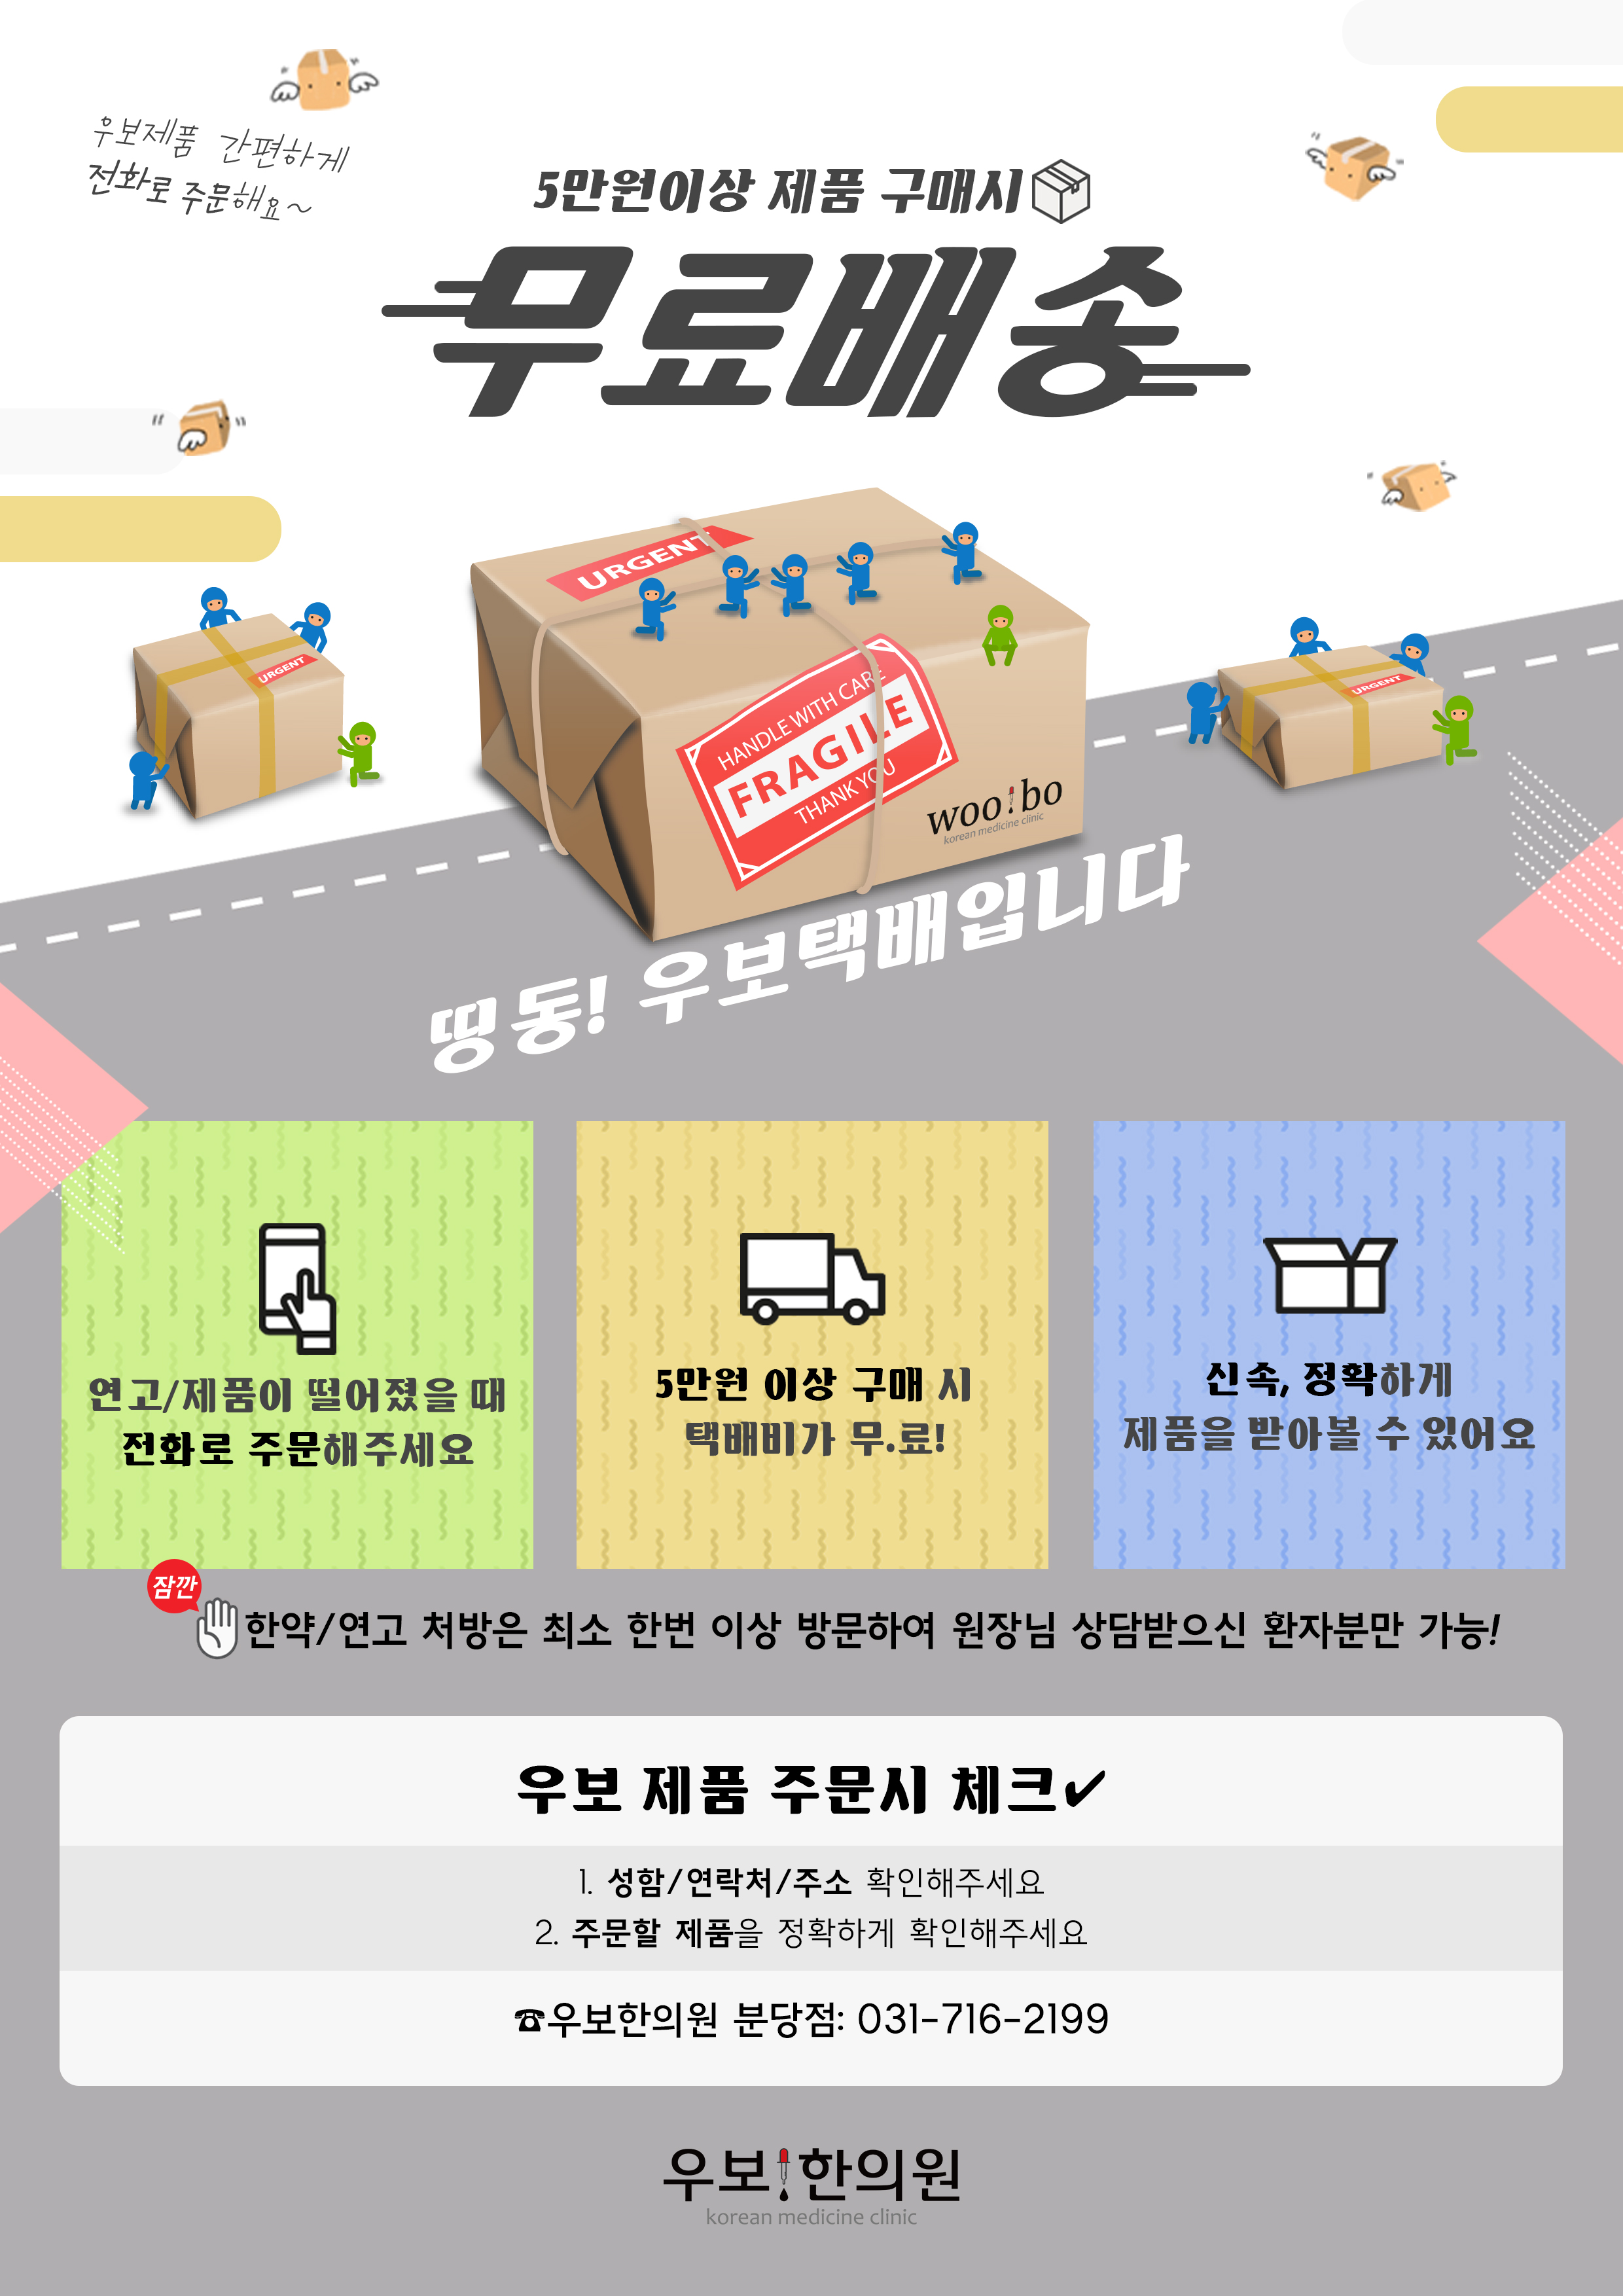 우보제품 간편하게
전화로 주문해요~
5만원이상 제품 구매시
무료배송
URGENT
URGENT
URGENT
HANDLE WITH CARE
FRAGILE
THANK YOU
woo!bo
korean medicine clinic
띵동! 우보택배입니다
연고/제품이 떨어졌을 때
전화로 주문해주세요
5만원 이상 구매 시
택배비가 무.료!
신속, 정확하게
제품을 받아볼 수 있어요
잠깐
한약/연고 처방은 최소 한번 이상 방문하여 원장님 상담받으신 환자분만 가능!
우보 제품 주문시 체크✔
1. 성함/연락처/주소 확인해주세요
2. 주문할 제품을 정확하게 확인해주세요
☎우보한의원 분당점: 031-716-2199
우보!한의원
korean medicine clinic